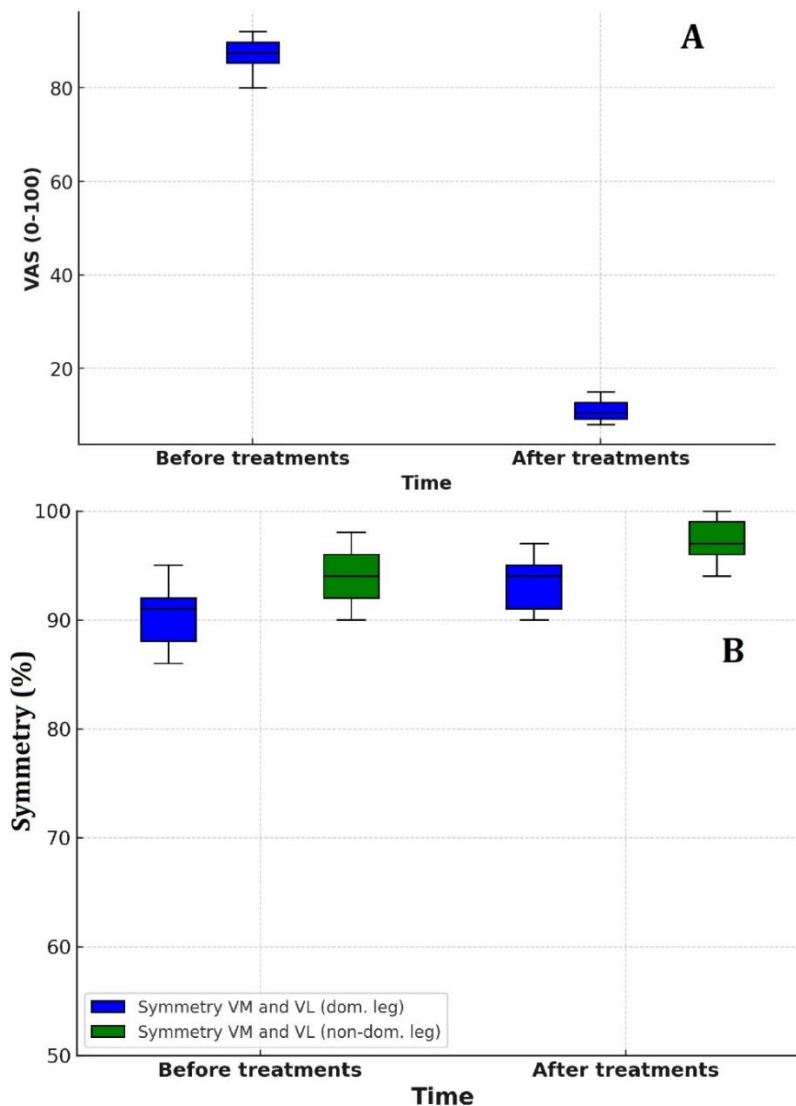 A
80
60
40
20
VAS (0-100)
Before treatments
After treatments
Time
100
90
80
70
60
50
Symmetry (%)
B
Symmetry VM and VL (dom. leg)
Symmetry VM and VL (non-dom. leg)
Before treatments
After treatments
Time